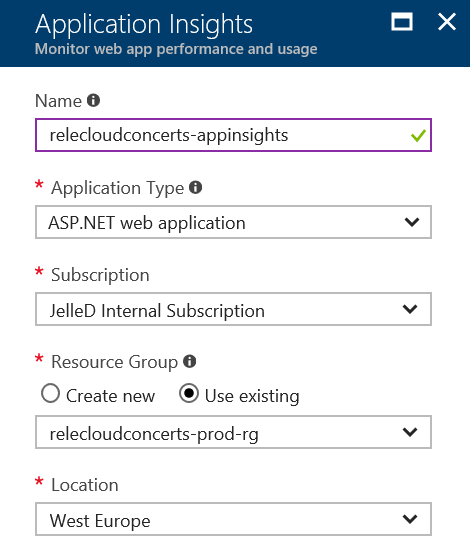 Application Insights
Monitor web app performance and usage
Name
relecloudconcerts-appinsights
* Application Type
ASP.NET web application
* Subscription
JelleD Internal Subscription
* Resource Group
Create new Use existing
relecloudconcerts-prod-rg
* Location
West Europe